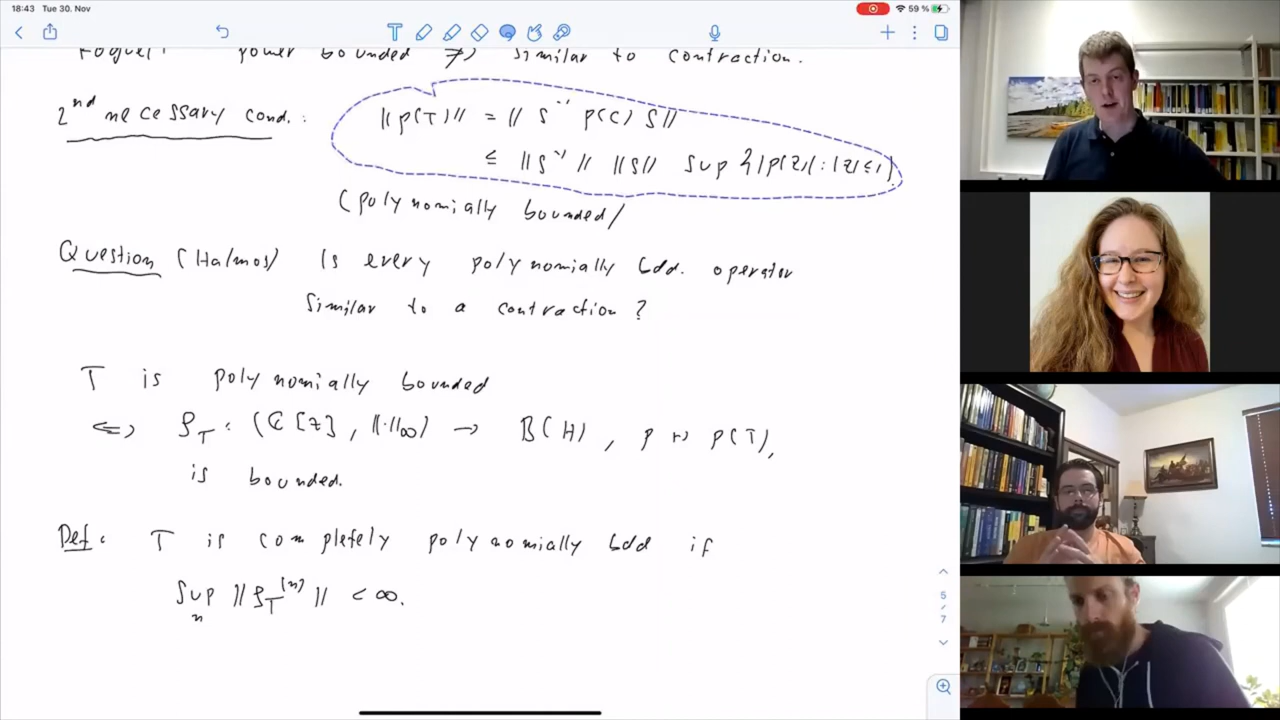 18:43 Tue 30. Nov
59 %
Foguel: power bounded ⇏ similar to contraction.
2nd necessary cond.: ||p(T)|| = ||S⁻¹ p(C) S||
≤ ||S⁻¹|| ||S|| sup {|p(z)| : |z| ≤ 1}
(polynomially bounded)
Question (Halmos) Is every polynomially bdd. operator
similar to a contraction?
T is polynomially bounded
⇔ ρ_T : (ℂ[z], ||·||∞) → B(H), p ↦ p(T),
is bounded.
Def: T is completely polynomially bdd if
sup_n ||ρ_T^(n)|| < ∞.
5
/
7